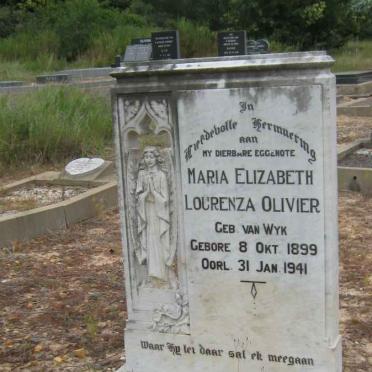 In
Liefdevolle Herinnering
aan
MY DIERBARE EGGENOTE
MARIA ELIZABETH
LOURENZA OLIVIER
GEB. VAN WYK
GEBORE 8 OKT. 1899
OORL. 31 JAN. 1941
Waar Hy lei daar sal ek meegaan